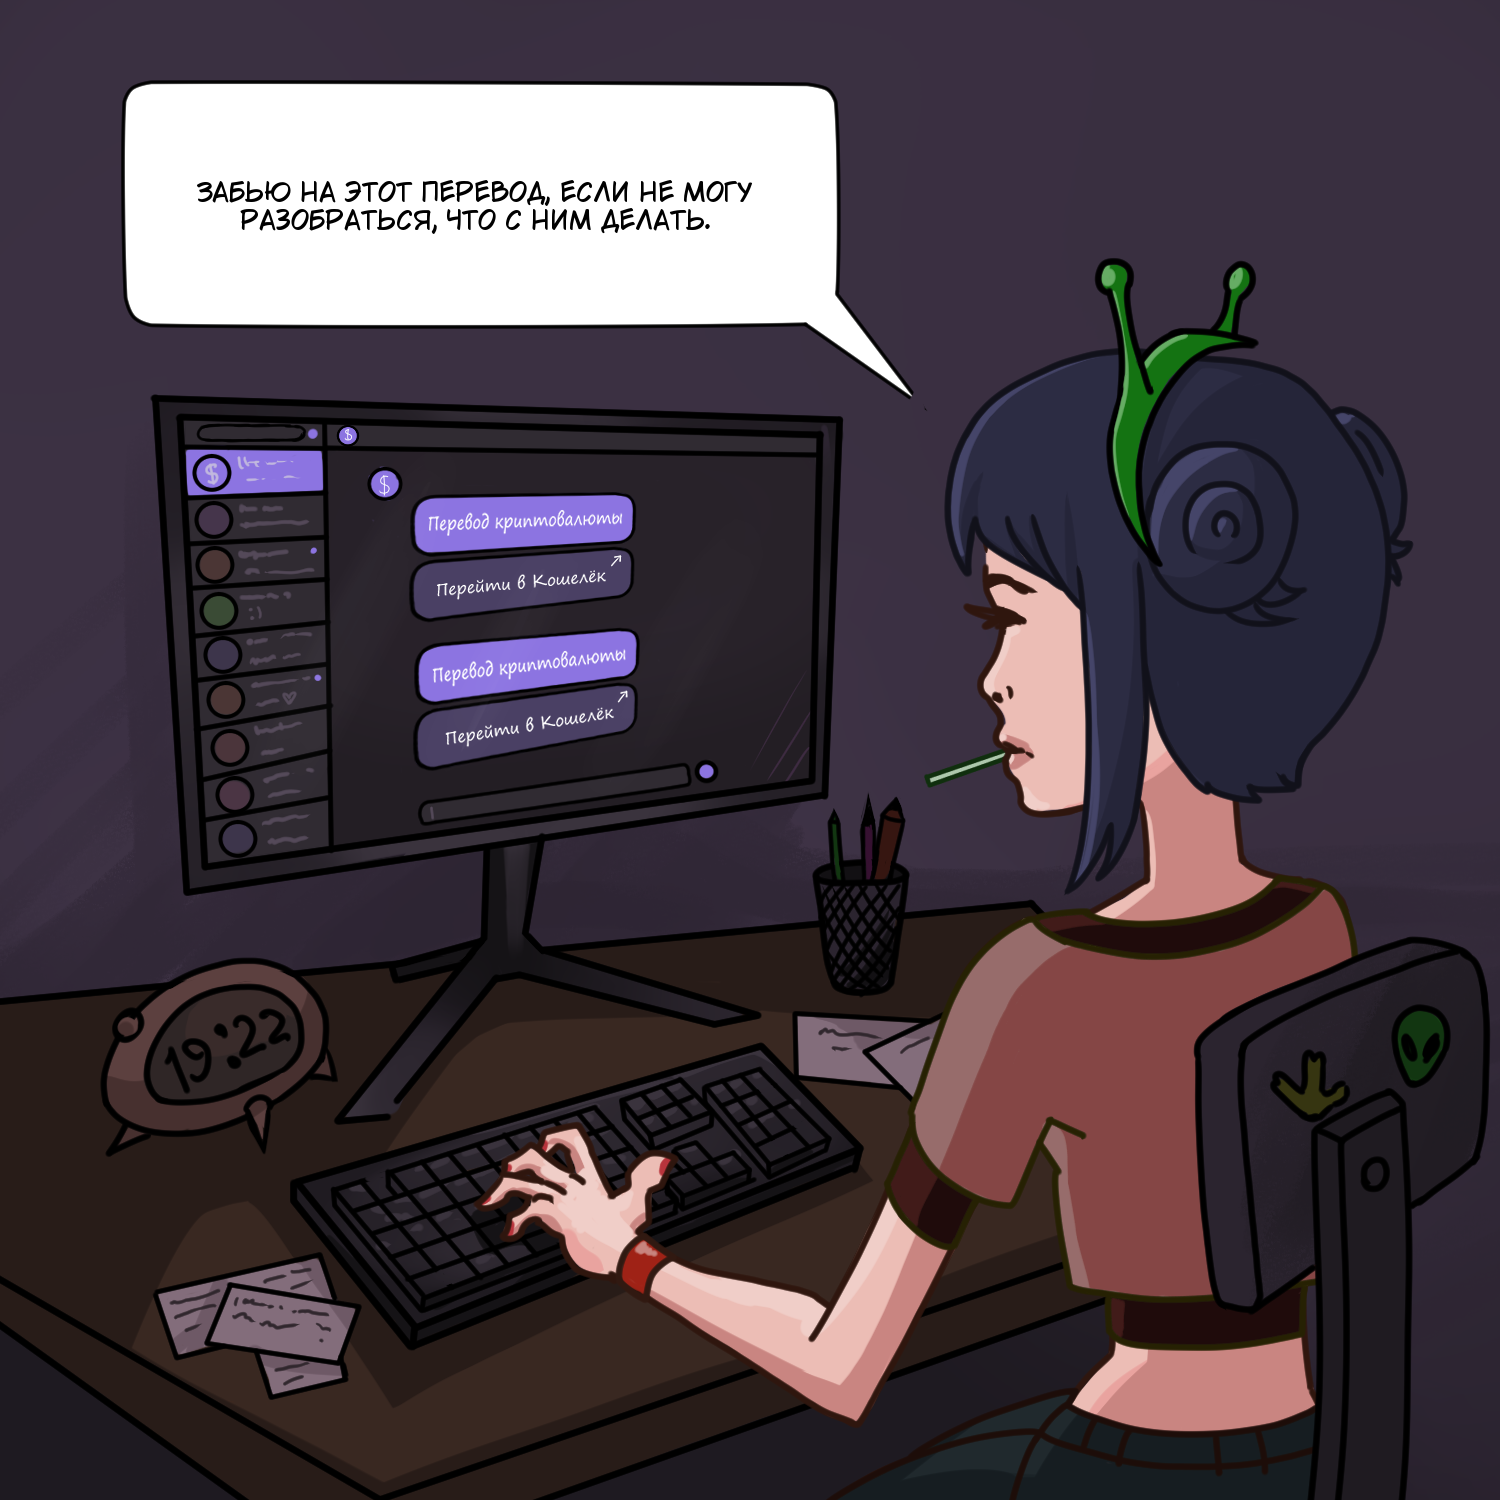 ЗАБЬЮ НА ЭТОТ ПЕРЕВОД, ЕСЛИ НЕ МОГУ
РАЗОБРАТЬСЯ, ЧТО С НИМ ДЕЛАТЬ.
$
$
$
Перевод криптовалюты
Перейти в Кошелёк
Перевод криптовалюты
Перейти в Кошелёк
:)
19:22